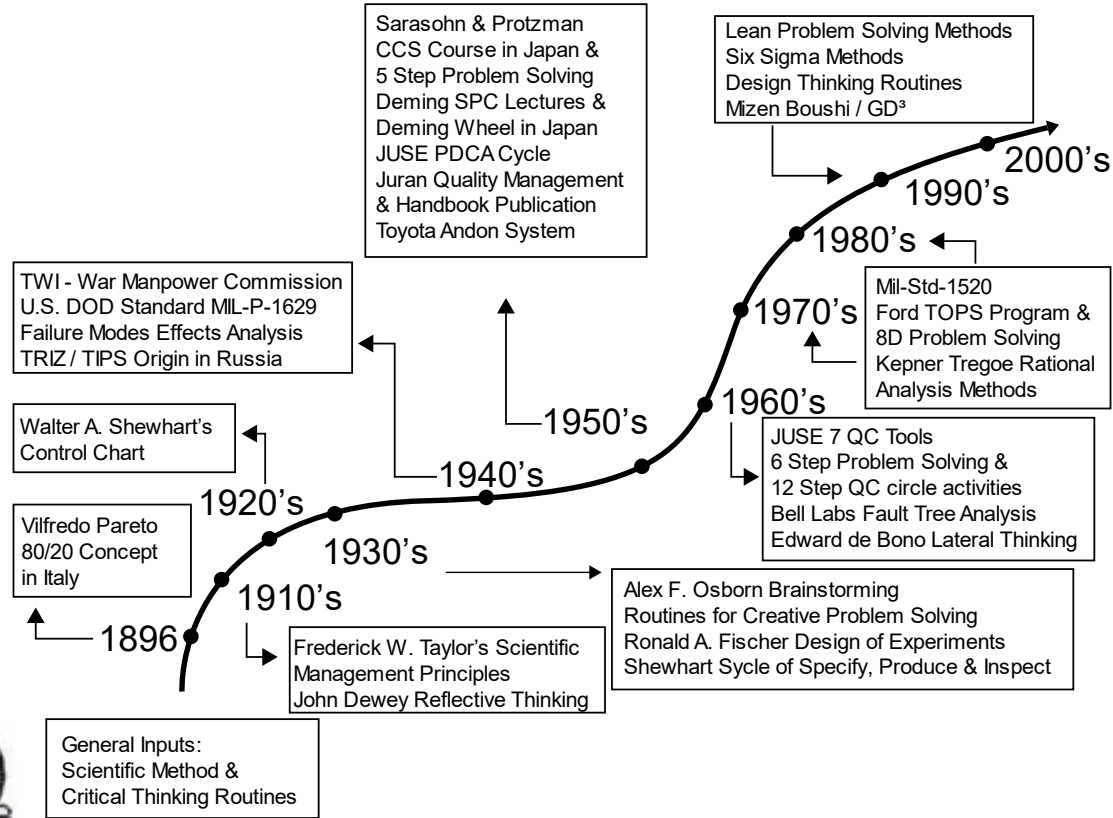 Sarasohn & Protzman
CCS Course in Japan &
5 Step Problem Solving
Deming SPC Lectures &
Deming Wheel in Japan
JUSE PDCA Cycle
Juran Quality Management
& Handbook Publication
Toyota Andon System
Lean Problem Solving Methods
Six Sigma Methods
Design Thinking Routines
Mizen Boushi / GD³
2000's
1990's
1980's
TWI - War Manpower Commission
U.S. DOD Standard MIL-P-1629
Failure Modes Effects Analysis
TRIZ / TIPS Origin in Russia
Mil-Std-1520
Ford TOPS Program &
8D Problem Solving
Kepner Tregoe Rational
Analysis Methods
1970's
1960's
1950's
Walter A. Shewhart's
Control Chart
JUSE 7 QC Tools
6 Step Problem Solving &
12 Step QC circle activities
Bell Labs Fault Tree Analysis
Edward de Bono Lateral Thinking
1940's
1920's
Vilfredo Pareto
80/20 Concept
in Italy
1930's
1910's
Alex F. Osborn Brainstorming
Routines for Creative Problem Solving
Ronald A. Fischer Design of Experiments
Shewhart Sycle of Specify, Produce & Inspect
1896
Frederick W. Taylor's Scientific
Management Principles
John Dewey Reflective Thinking
General Inputs:
Scientific Method &
Critical Thinking Routines